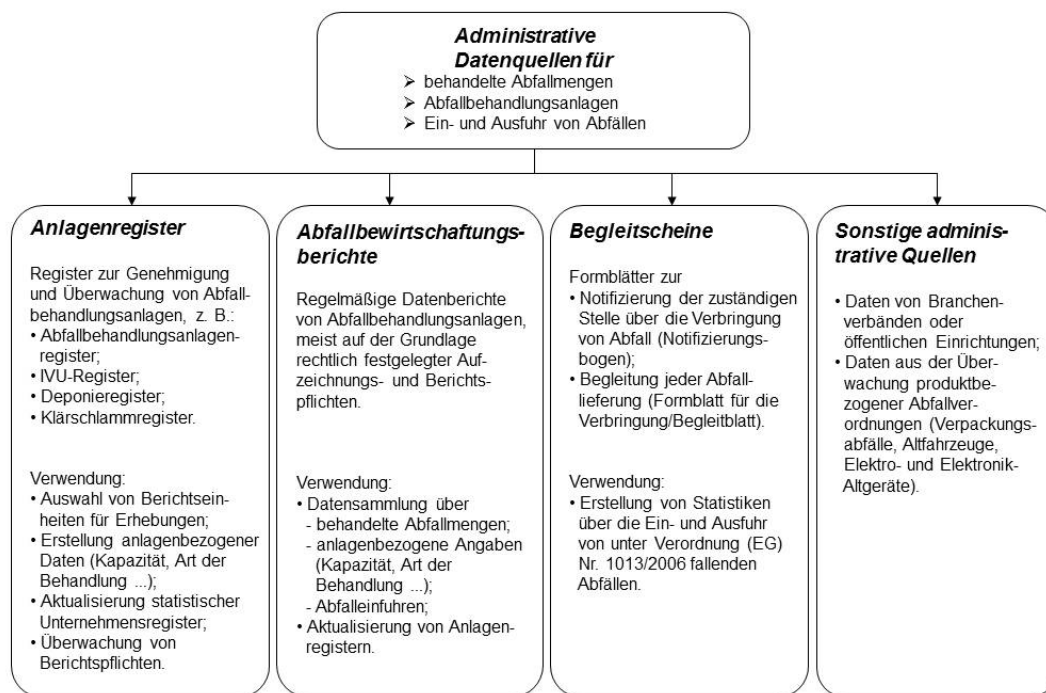 Administrative
Datenquellen für
➢ behandelte Abfallmengen
➢ Abfallbehandlungsanlagen
➢ Ein- und Ausfuhr von Abfällen
Anlagenregister
Register zur Genehmigung
und Überwachung von Abfall-
behandlungsanlagen, z. B.:
• Abfallbehandlungsanlagen-
register;
• IVU-Register;
• Deponieregister;
• Klärschlammregister.
Verwendung:
• Auswahl von Berichtsein-
heiten für Erhebungen;
• Erstellung anlagenbezogener
Daten (Kapazität, Art der
Behandlung ...);
• Aktualisierung statistischer
Unternehmensregister;
• Überwachung von
Berichtspflichten.
Abfallbewirtschaftungs-
berichte
Regelmäßige Datenberichte
von Abfallbehandlungsanlagen,
meist auf der Grundlage
rechtlich festgelegter Auf-
zeichnungs- und Berichts-
pflichten.
Verwendung:
• Datensammlung über
- behandelte Abfallmengen;
- anlagenbezogene Angaben
(Kapazität, Art der
Behandlung ...);
- Abfalleinfuhren;
• Aktualisierung von Anlagen-
registern.
Begleitscheine
Formblätter zur
• Notifizierung der zuständigen
Stelle über die Verbringung
von Abfall (Notifizierungs-
bogen);
• Begleitung jeder Abfall-
lieferung (Formblatt für die
Verbringung/Begleitblatt).
Verwendung:
• Erstellung von Statistiken
über die Ein- und Ausfuhr
von unter Verordnung (EG)
Nr. 1013/2006 fallenden
Abfällen.
Sonstige adminis-
trative Quellen
• Daten von Branchen-
verbänden oder
öffentlichen Einrichtungen;
• Daten aus der Über-
wachung produktbe-
zogener Abfallver-
ordnungen (Verpackungs-
abfälle, Altfahrzeuge,
Elektro- und Elektronik-
Altgeräte).